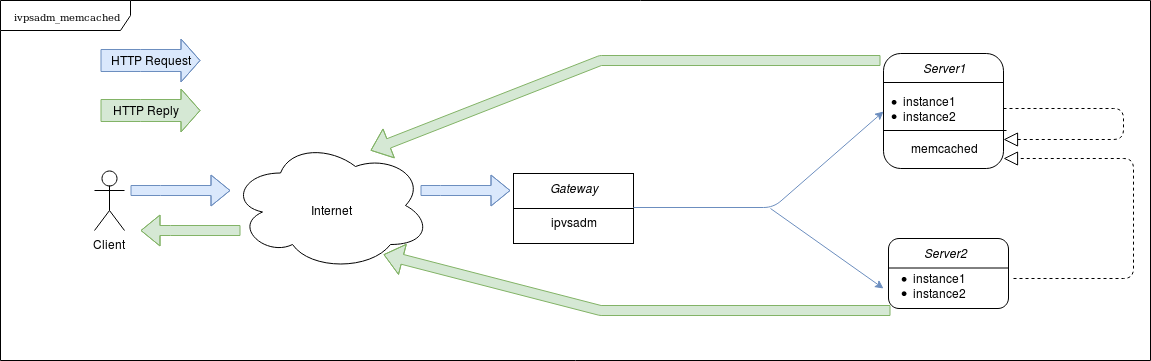 ivpsadm_memcached
HTTP Request
HTTP Reply
Client
Internet
Gateway
ipvsadm
Server1
• instance1
• instance2
memcached
Server2
• instance1
• instance2